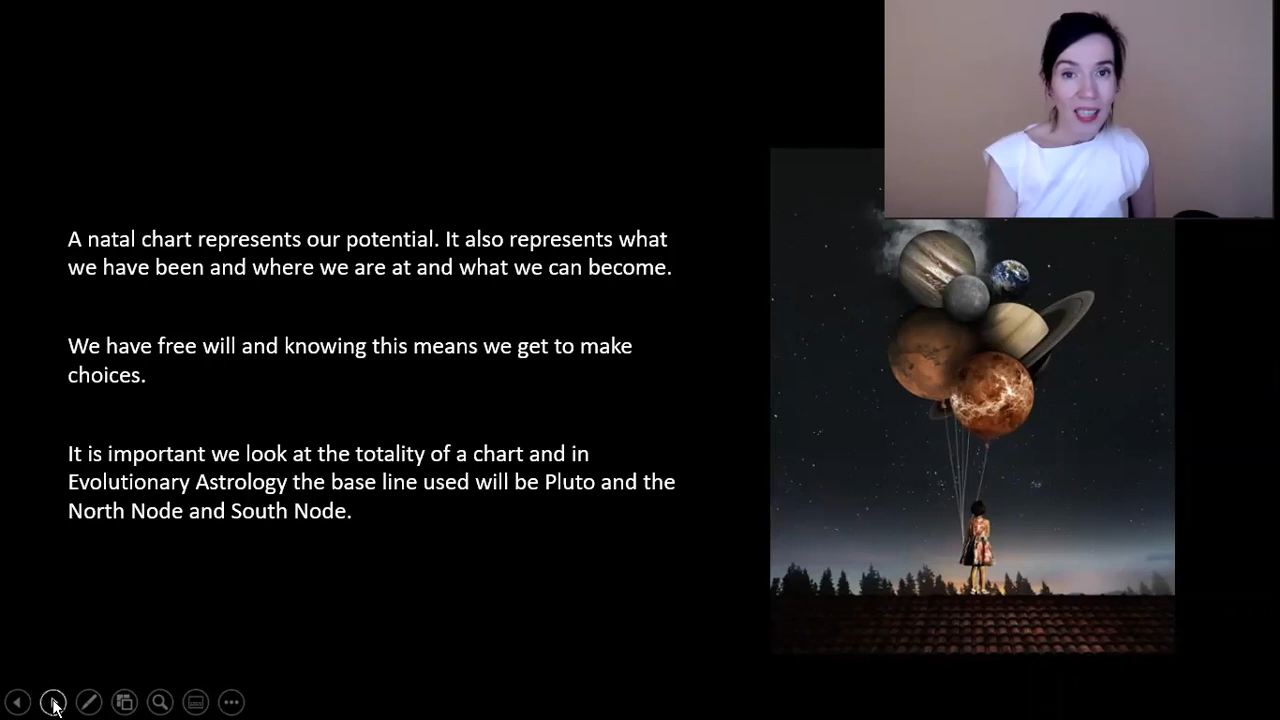 A natal chart represents our potential. It also represents what
we have been and where we are at and what we can become.
We have free will and knowing this means we get to make
choices.
It is important we look at the totality of a chart and in
Evolutionary Astrology the base line used will be Pluto and the
North Node and South Node.